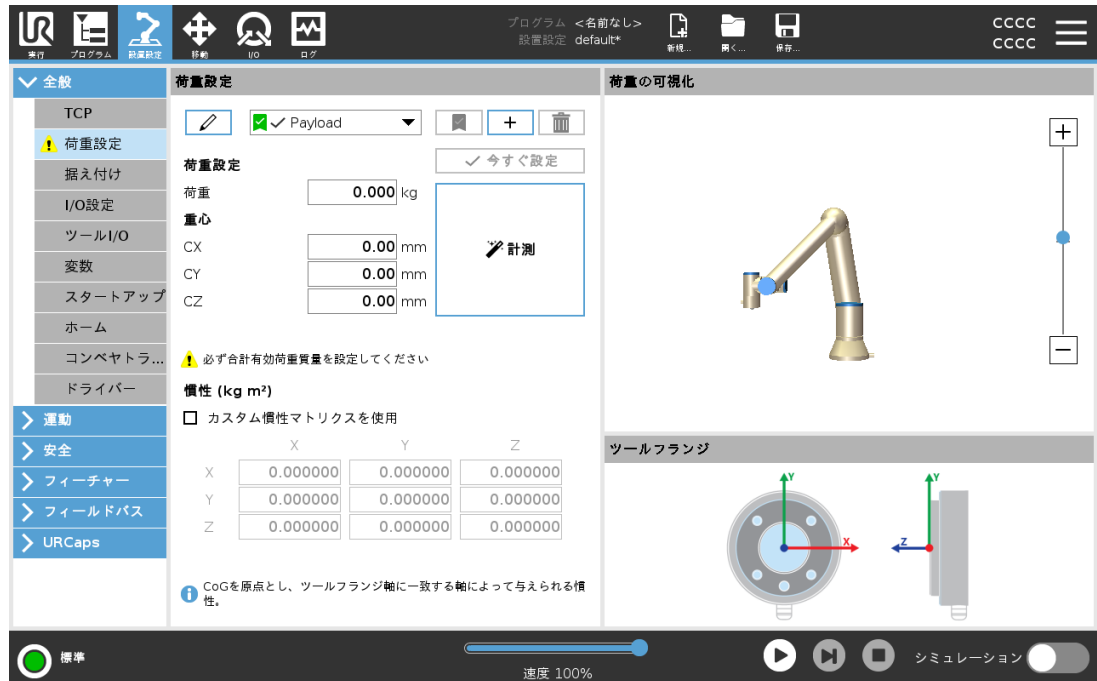 UR
実行
プログラム
設置設定
移動
I/O
ログ
プログラム <名前なし>
設置設定 default*
新規...
開く...
保存...
CCCC
CCCC
全般
TCP
荷重設定
据え付け
I/O設定
ツールI/O
変数
スタートアップ
ホーム
コンベヤトラ...
ドライバー
運動
安全
フィーチャー
フィールドバス
URCaps
荷重設定
Payload
+
今すぐ設定
荷重設定
荷重 0.000 kg
重心
CX 0.00 mm
CY 0.00 mm
CZ 0.00 mm
計測
必ず合計有効荷重質量を設定してください
慣性 (kg m²)
カスタム慣性マトリクスを使用
X Y Z
X 0.000000 0.000000 0.000000
Y 0.000000 0.000000 0.000000
Z 0.000000 0.000000 0.000000
CoGを原点とし、ツールフランジ軸に一致する軸によって与えられる慣
性。
荷重の可視化
+
−
ツールフランジ
Y
X
Y
Z
標準
速度 100%
シミュレーション